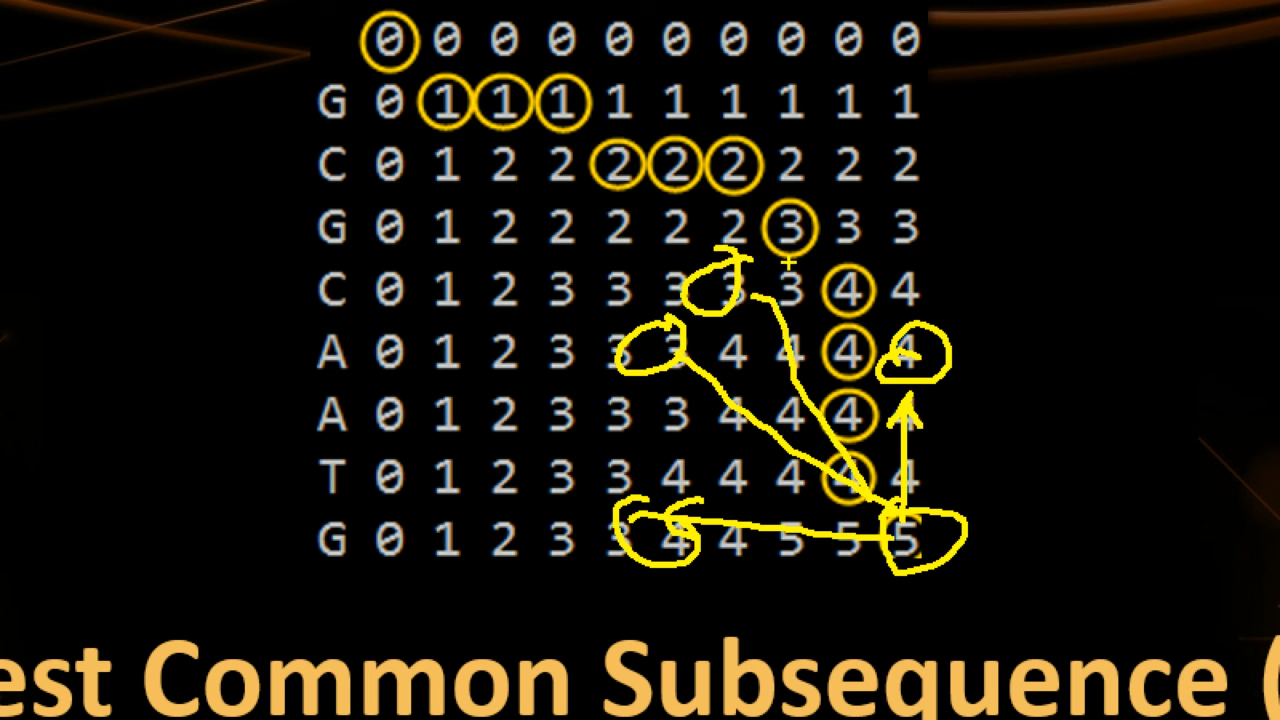 0 0 0 0 0 0 0 0 0 0
G 0 1 1 1 1 1 1 1 1 1
C 0 1 2 2 2 2 2 2 2 2
G 0 1 2 2 2 2 2 3 3 3
C 0 1 2 3 3 3 3 3 4 4
A 0 1 2 3 3 3 4 4 4 4
A 0 1 2 3 3 3 4 4 4 4
T 0 1 2 3 3 4 4 4 4 4
G 0 1 2 3 3 4 4 5 5 5
est Common Subsequence (